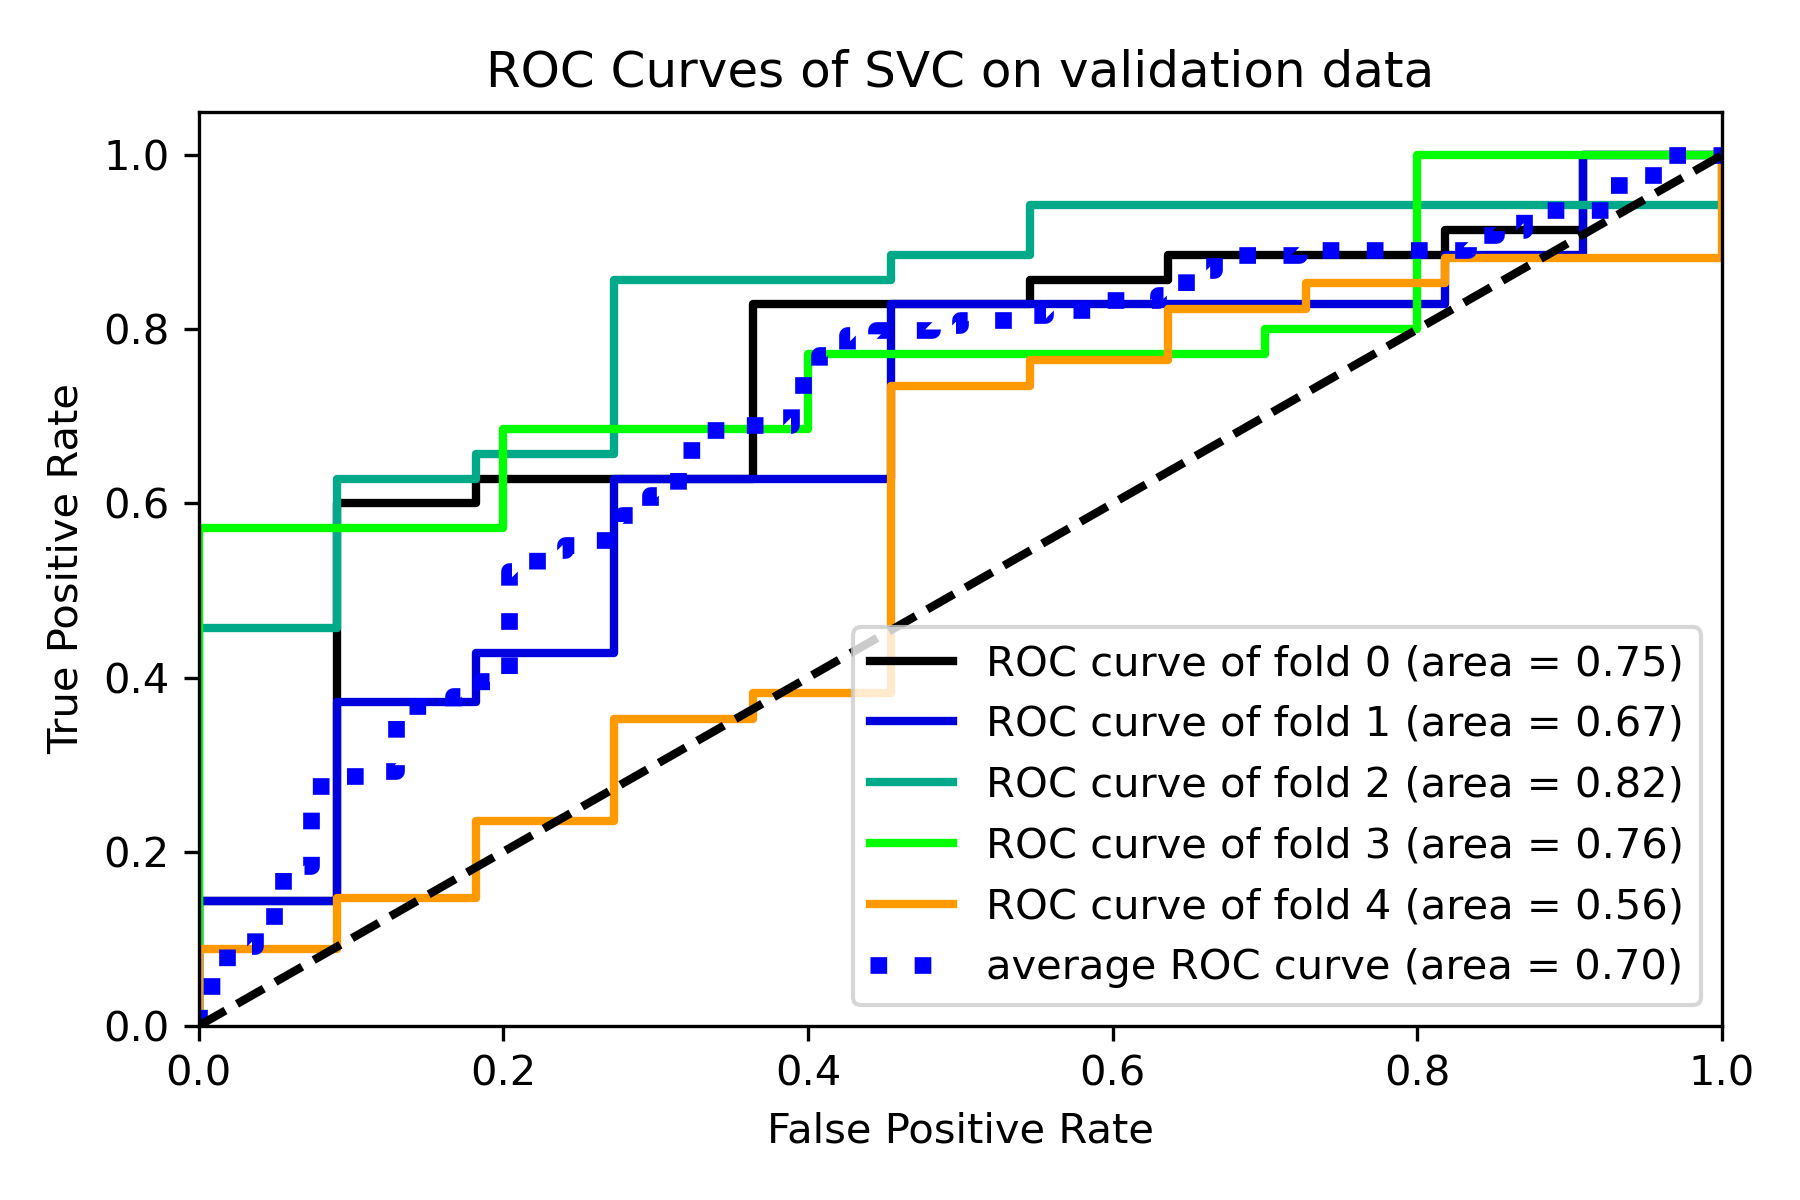 ROC Curves of SVC on validation data
1.0
0.8
0.6
0.4
0.2
0.0
True Positive Rate
ROC curve of fold 0 (area = 0.75)
ROC curve of fold 1 (area = 0.67)
ROC curve of fold 2 (area = 0.82)
ROC curve of fold 3 (area = 0.76)
ROC curve of fold 4 (area = 0.56)
average ROC curve (area = 0.70)
0.0 0.2 0.4 0.6 0.8 1.0
False Positive Rate